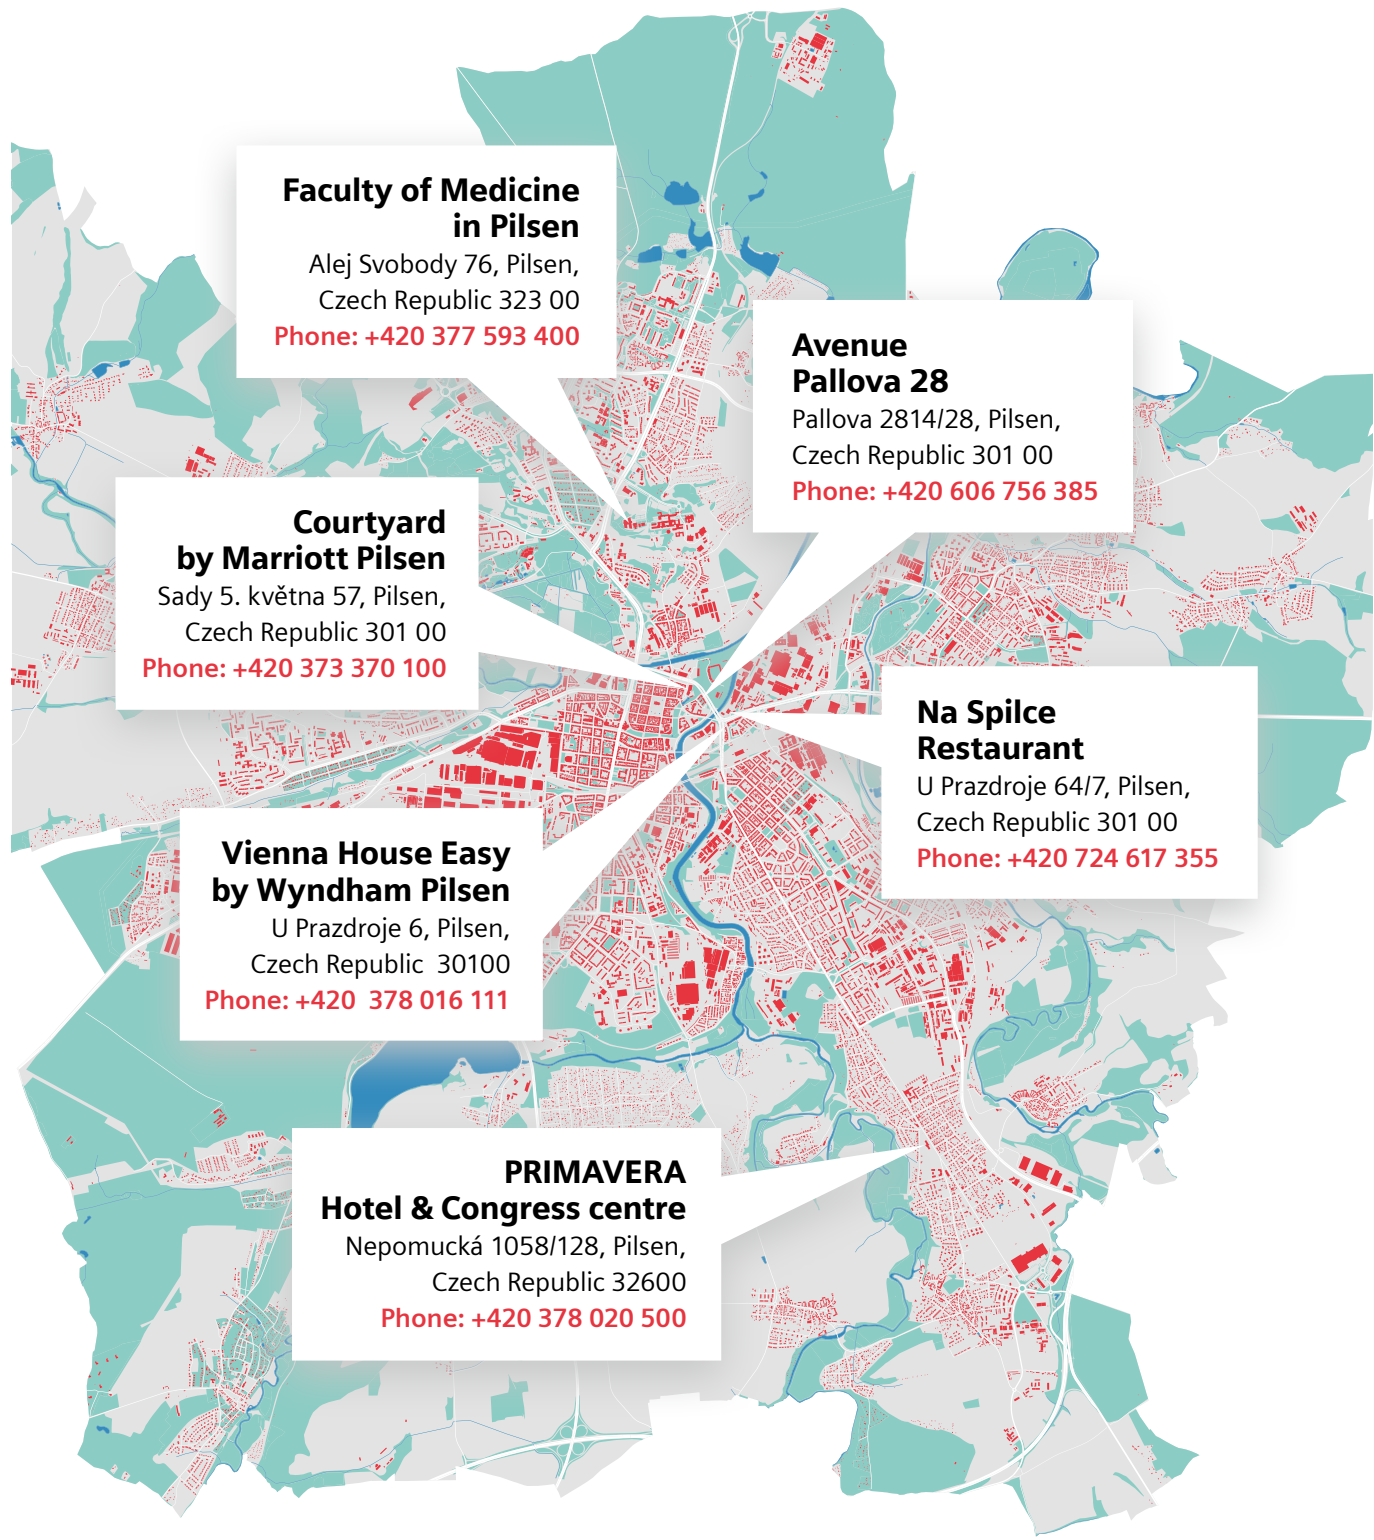 Faculty of Medicine
in Pilsen
Alej Svobody 76, Pilsen,
Czech Republic 323 00
Phone: +420 377 593 400
Avenue
Pallova 28
Pallova 2814/28, Pilsen,
Czech Republic 301 00
Phone: +420 606 756 385
Courtyard
by Marriott Pilsen
Sady 5. května 57, Pilsen,
Czech Republic 301 00
Phone: +420 373 370 100
Na Spilce
Restaurant
U Prazdroje 64/7, Pilsen,
Czech Republic 301 00
Phone: +420 724 617 355
Vienna House Easy
by Wyndham Pilsen
U Prazdroje 6, Pilsen,
Czech Republic  30100
Phone: +420  378 016 111
PRIMAVERA
Hotel & Congress centre
Nepomucká 1058/128, Pilsen,
Czech Republic 32600
Phone: +420 378 020 500